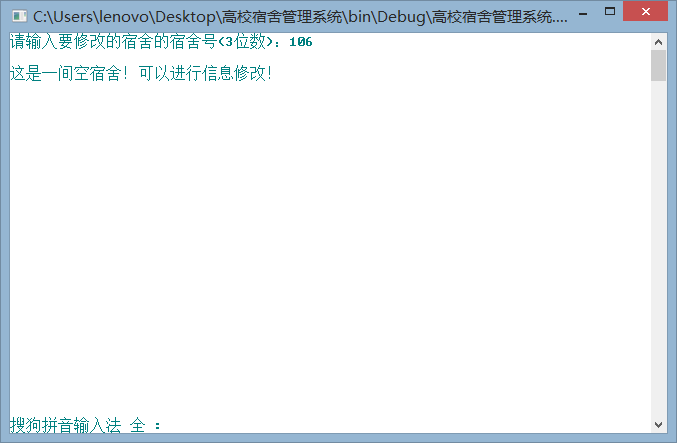 C:\Users\lenovo\Desktop\高校宿舍管理系统\bin\Debug\高校宿舍管理系统....
请输入要修改的宿舍的宿舍号(3位数): 106
这是一间空宿舍! 可以进行信息修改!
搜狗拼音输入法 全 :